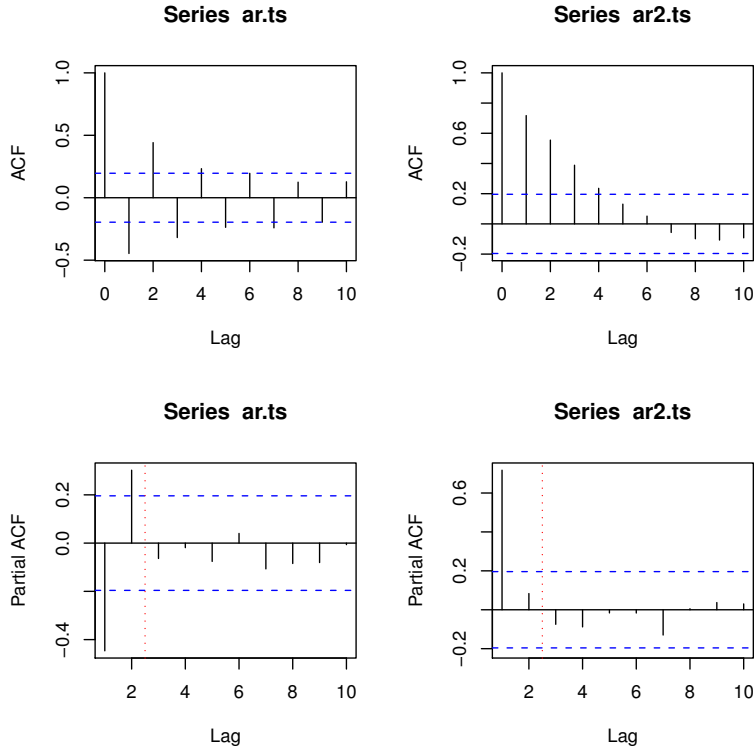 Series ar.ts
ACF
1.0
0.5
0.0
−0.5
0 2 4 6 8 10
Lag
Series ar2.ts
ACF
1.0
0.6
0.2
−0.2
0 2 4 6 8 10
Lag
Series ar.ts
Partial ACF
0.2
0.0
−0.4
2 4 6 8 10
Lag
Series ar2.ts
Partial ACF
0.6
0.2
−0.2
2 4 6 8 10
Lag